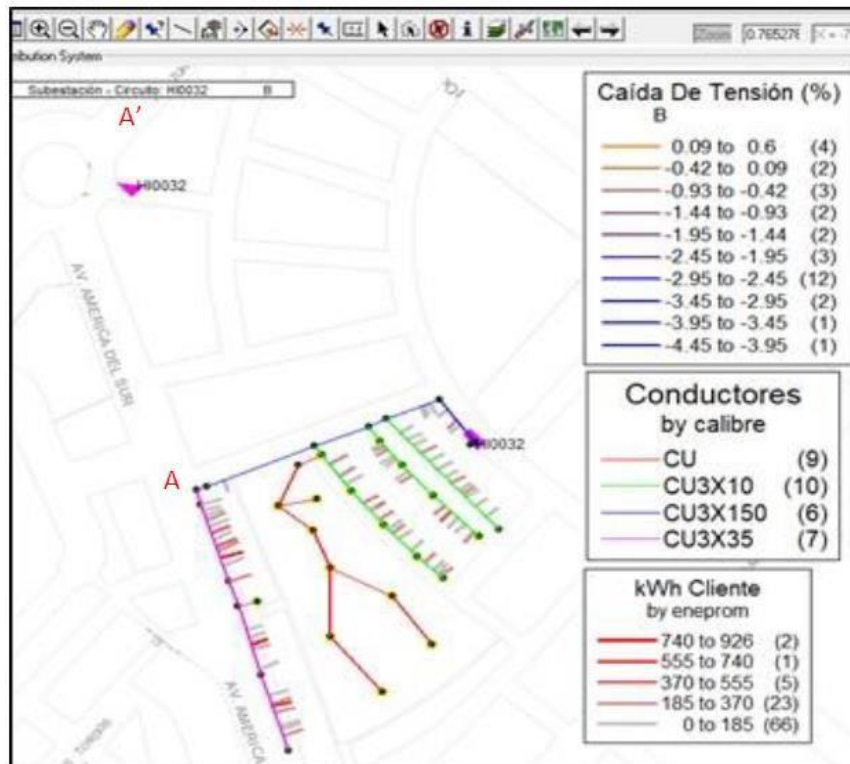 Zoom 0.765278 X = -7
tribution System
Subestación - Circuito: HI0032 B
A'
HI0032
AV. AMERICA DEL SUR
A
HI0032
AV. AMERICA
Caída De Tensión (%)
B
0.09 to 0.6 (4)
-0.42 to 0.09 (2)
-0.93 to -0.42 (3)
-1.44 to -0.93 (2)
-1.95 to -1.44 (2)
-2.45 to -1.95 (3)
-2.95 to -2.45 (12)
-3.45 to -2.95 (2)
-3.95 to -3.45 (1)
-4.45 to -3.95 (1)
Conductores
by calibre
CU (9)
CU3X10 (10)
CU3X150 (6)
CU3X35 (7)
kWh Cliente
by eneprom
740 to 926 (2)
555 to 740 (1)
370 to 555 (5)
185 to 370 (23)
0 to 185 (66)